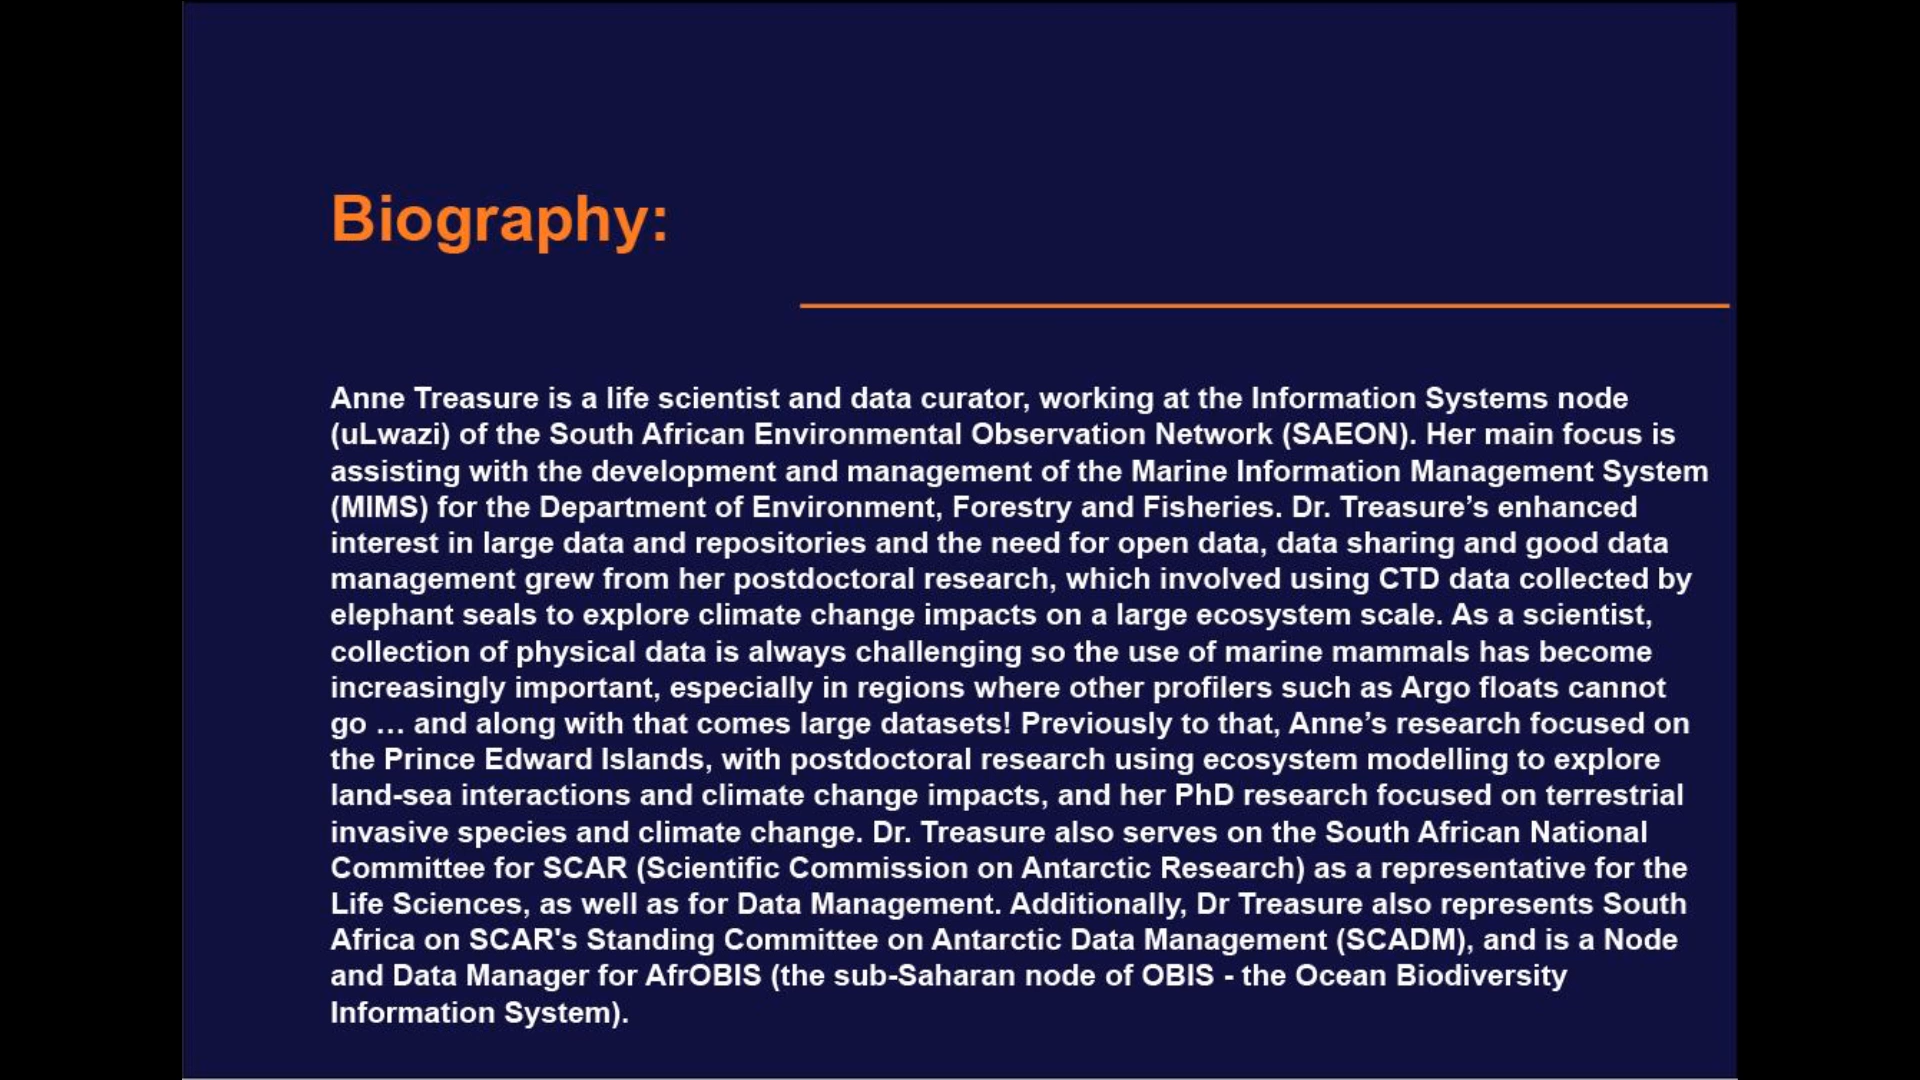 Biography:
Anne Treasure is a life scientist and data curator, working at the Information Systems node
(uLwazi) of the South African Environmental Observation Network (SAEON). Her main focus is
assisting with the development and management of the Marine Information Management System
(MIMS) for the Department of Environment, Forestry and Fisheries. Dr. Treasure’s enhanced
interest in large data and repositories and the need for open data, data sharing and good data
management grew from her postdoctoral research, which involved using CTD data collected by
elephant seals to explore climate change impacts on a large ecosystem scale. As a scientist,
collection of physical data is always challenging so the use of marine mammals has become
increasingly important, especially in regions where other profilers such as Argo floats cannot
go … and along with that comes large datasets! Previously to that, Anne’s research focused on
the Prince Edward Islands, with postdoctoral research using ecosystem modelling to explore
land-sea interactions and climate change impacts, and her PhD research focused on terrestrial
invasive species and climate change. Dr. Treasure also serves on the South African National
Committee for SCAR (Scientific Commission on Antarctic Research) as a representative for the
Life Sciences, as well as for Data Management. Additionally, Dr Treasure also represents South
Africa on SCAR's Standing Committee on Antarctic Data Management (SCADM), and is a Node
and Data Manager for AfrOBIS (the sub-Saharan node of OBIS - the Ocean Biodiversity
Information System).